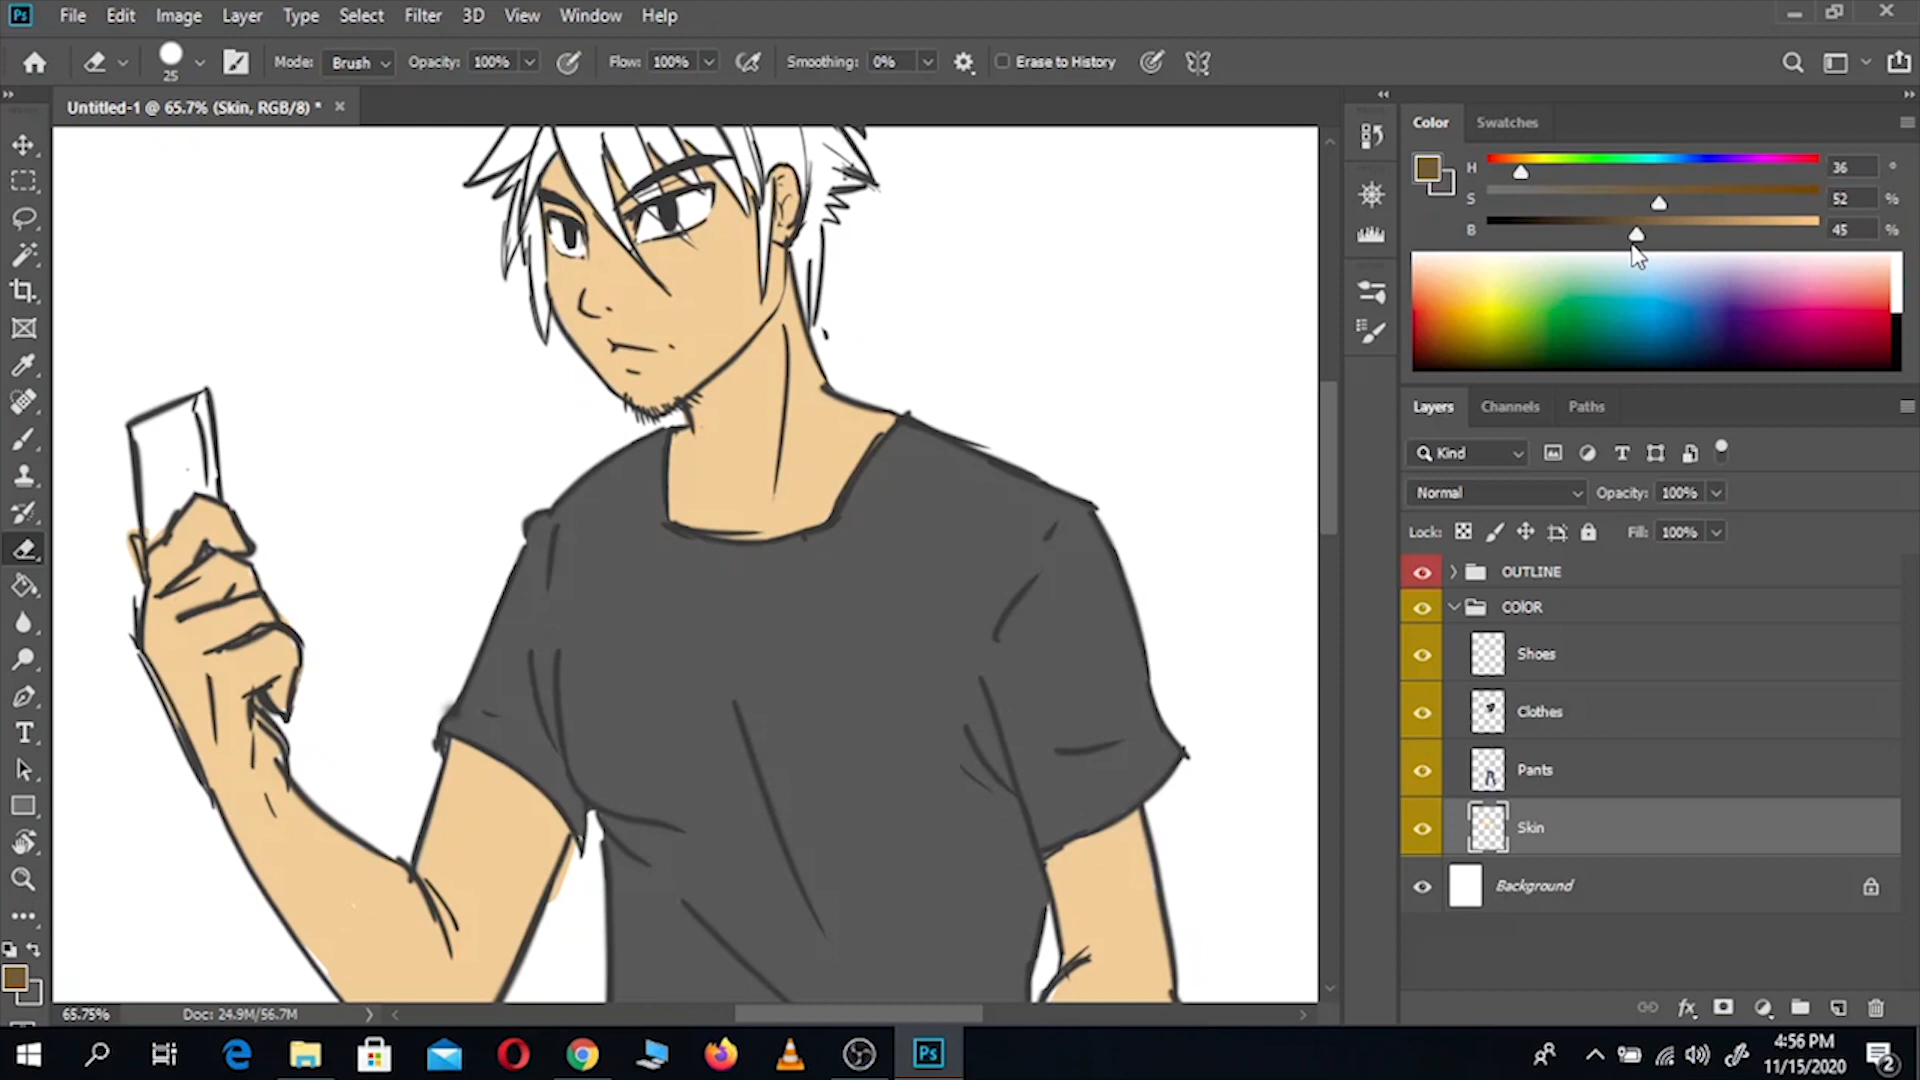 Ps File Edit Image Layer Type Select Filter 3D View Window Help
25 Mode: Brush Opacity: 100% Flow: 100% Smoothing: 0% Erase to History
Untitled-1 @ 65.7% (Skin, RGB/8) *
Color Swatches
H 36 °
S 52 %
B 45 %
Layers Channels Paths
Kind
Normal Opacity: 100%
Lock: Fill: 100%
OUTLINE
COlOR
Shoes
Clothes
Pants
Skin
Background
65.75% Doc: 24.9M/56.7M
Ps
4:56 PM
11/15/2020
2